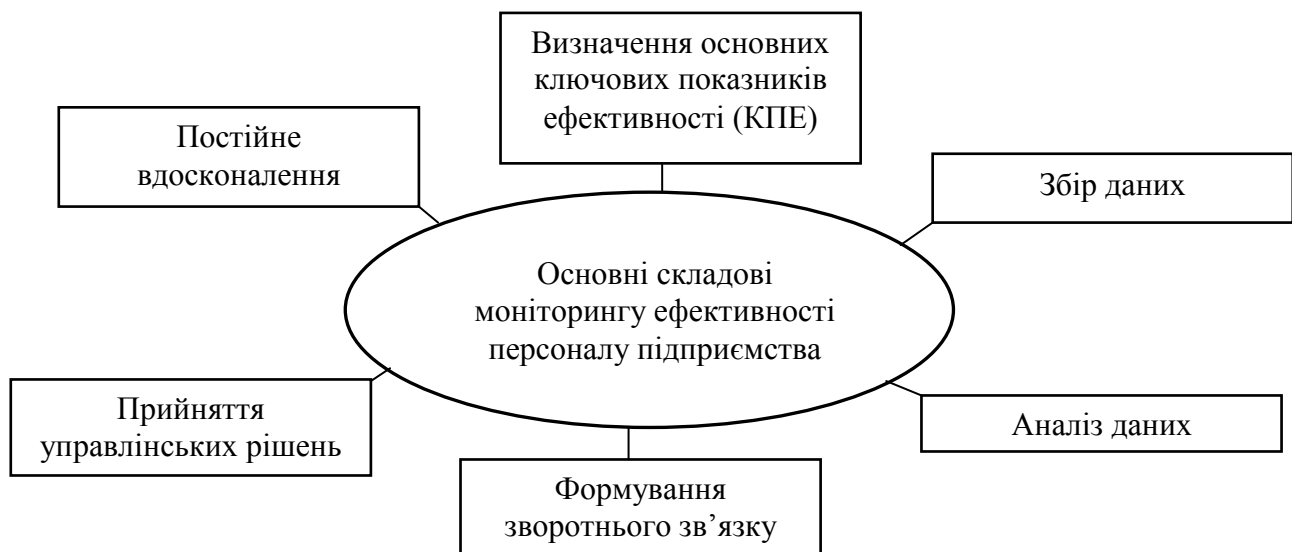 Визначення основних
ключових показників
ефективності (КПЕ)
Постійне
вдосконалення
Збір даних
Основні складові
моніторингу ефективності
персоналу підприємства
Прийняття
управлінських рішень
Аналіз даних
Формування
зворотнього зв’язку